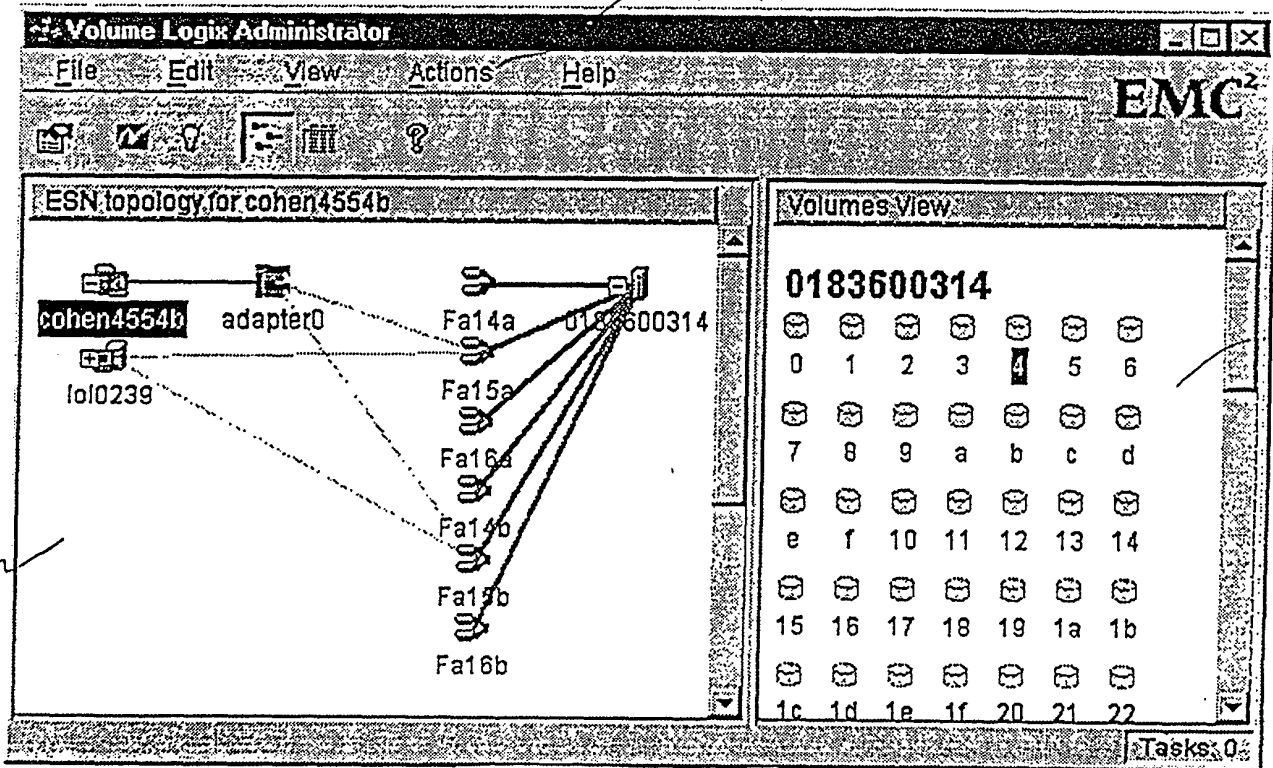 Volume Logix Administrator
File Edit View Actions Help
EMC²
ESN topology for cohen4554b
Volumes View
cohen4554b adapter0 Fa14a 0183600314
lol0239 Fa15a
Fa16a
Fa14b
Fa15b
Fa16b
0183600314
0 1 2 3 4 5 6
7 8 9 a b c d
e f 10 11 12 13 14
15 16 17 18 19 1a 1b
1c 1d 1e 1f 20 21 22
Tasks: 0